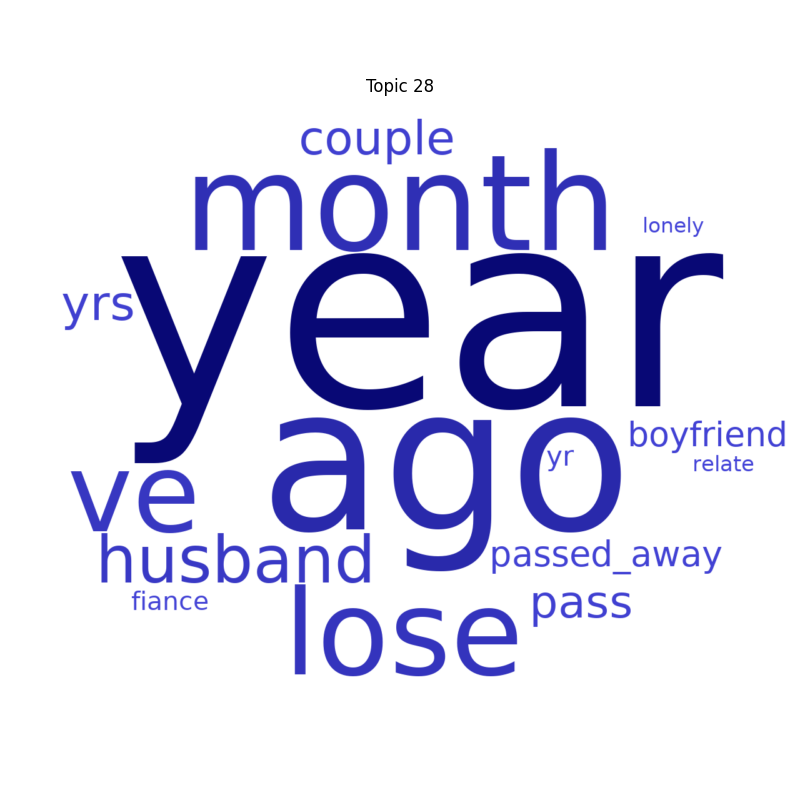 Topic 28
couple
month
lonely
year
yrs
ago
boyfriend
yr
relate
ve
husband
passed_away
fiance
pass
lose